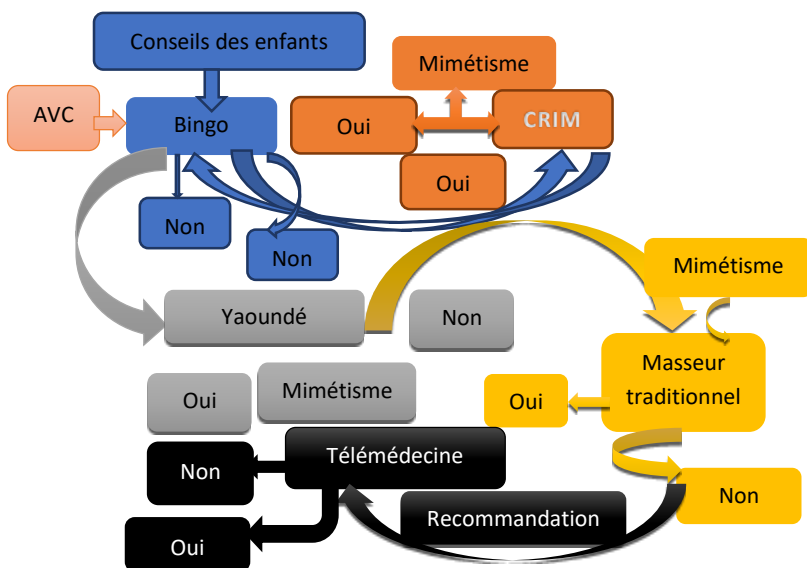 Conseils des enfants
Mimétisme
AVC
Bingo
Oui
CRIM
Oui
Non
Non
Mimétisme
Yaoundé
Non
Masseur
traditionnel
Oui
Mimétisme
Oui
Télémédecine
Non
Non
Recommandation
Oui